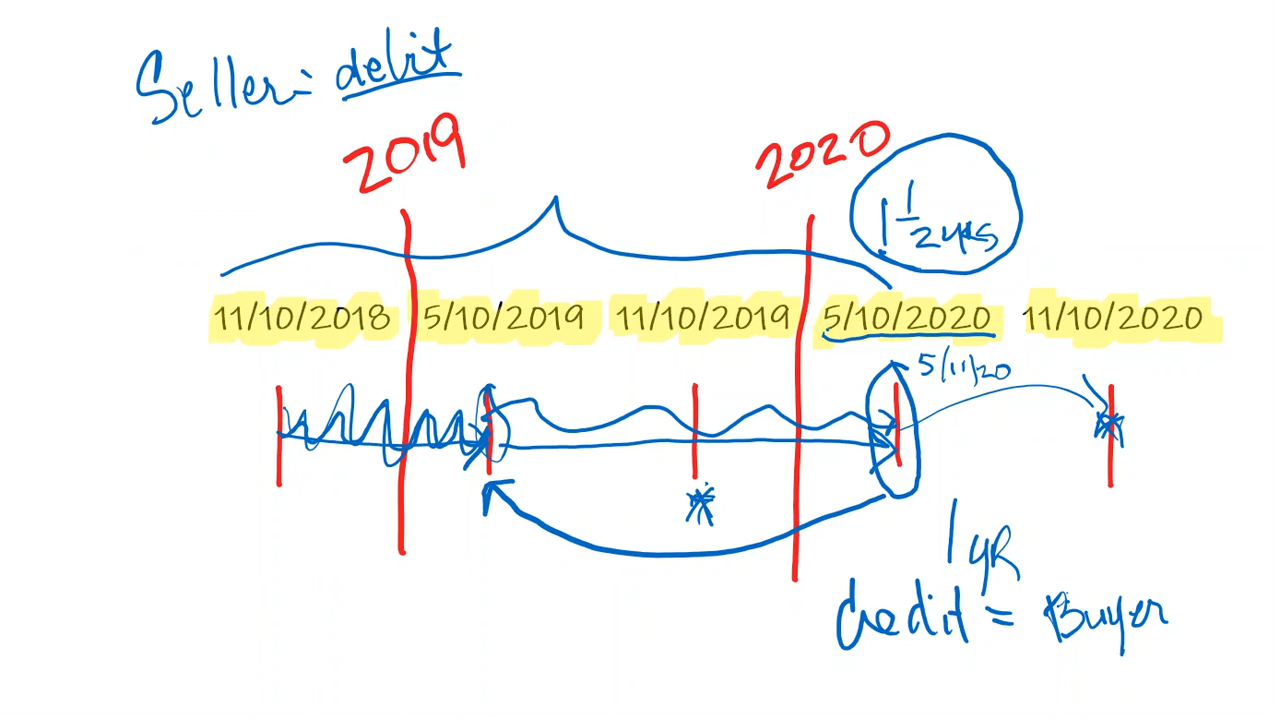 Seller = debit
2019
2020
1 1/2 yrs
11/10/2018 5/10/2019 11/10/2019 5/10/2020 11/10/2020
5/11/20
1 yR
Credit = Buyer